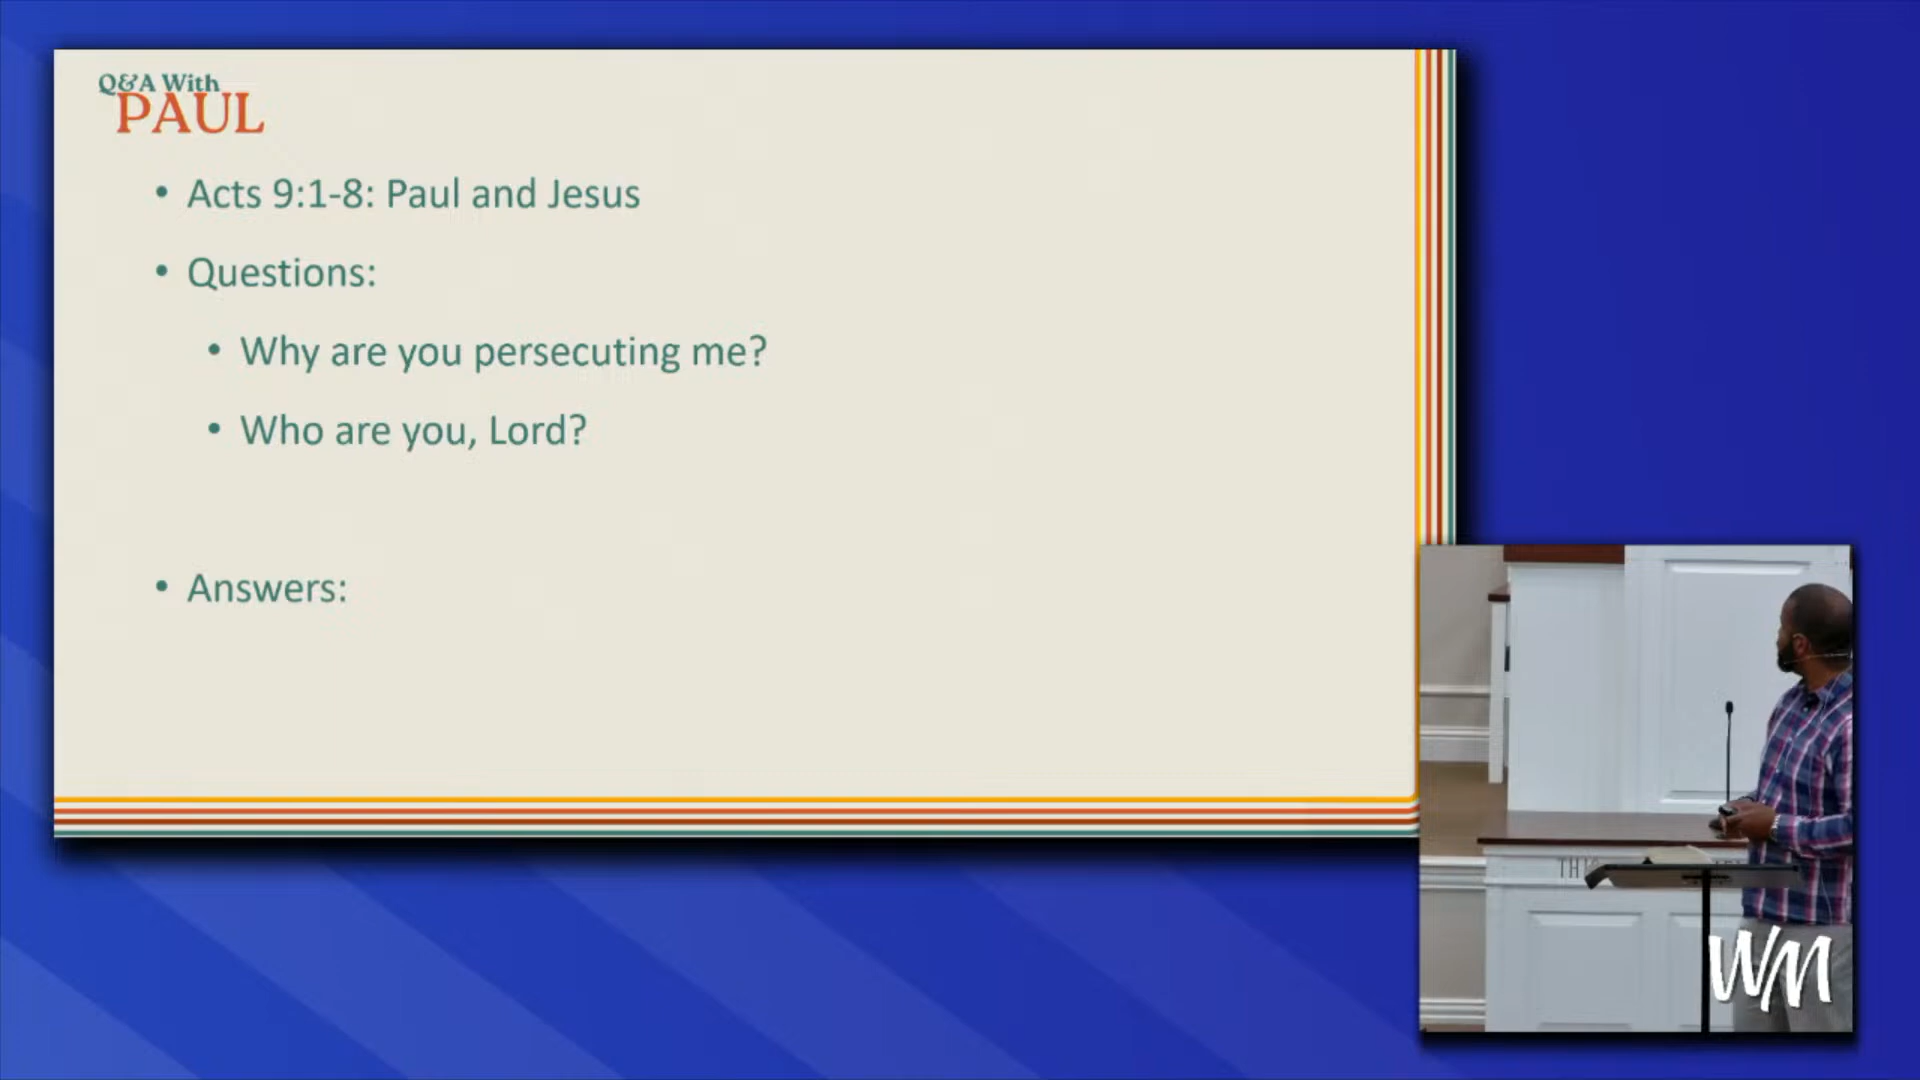 Q&A With
PAUL
• Acts 9:1-8: Paul and Jesus
• Questions:
• Why are you persecuting me?
• Who are you, Lord?
• Answers:
WM